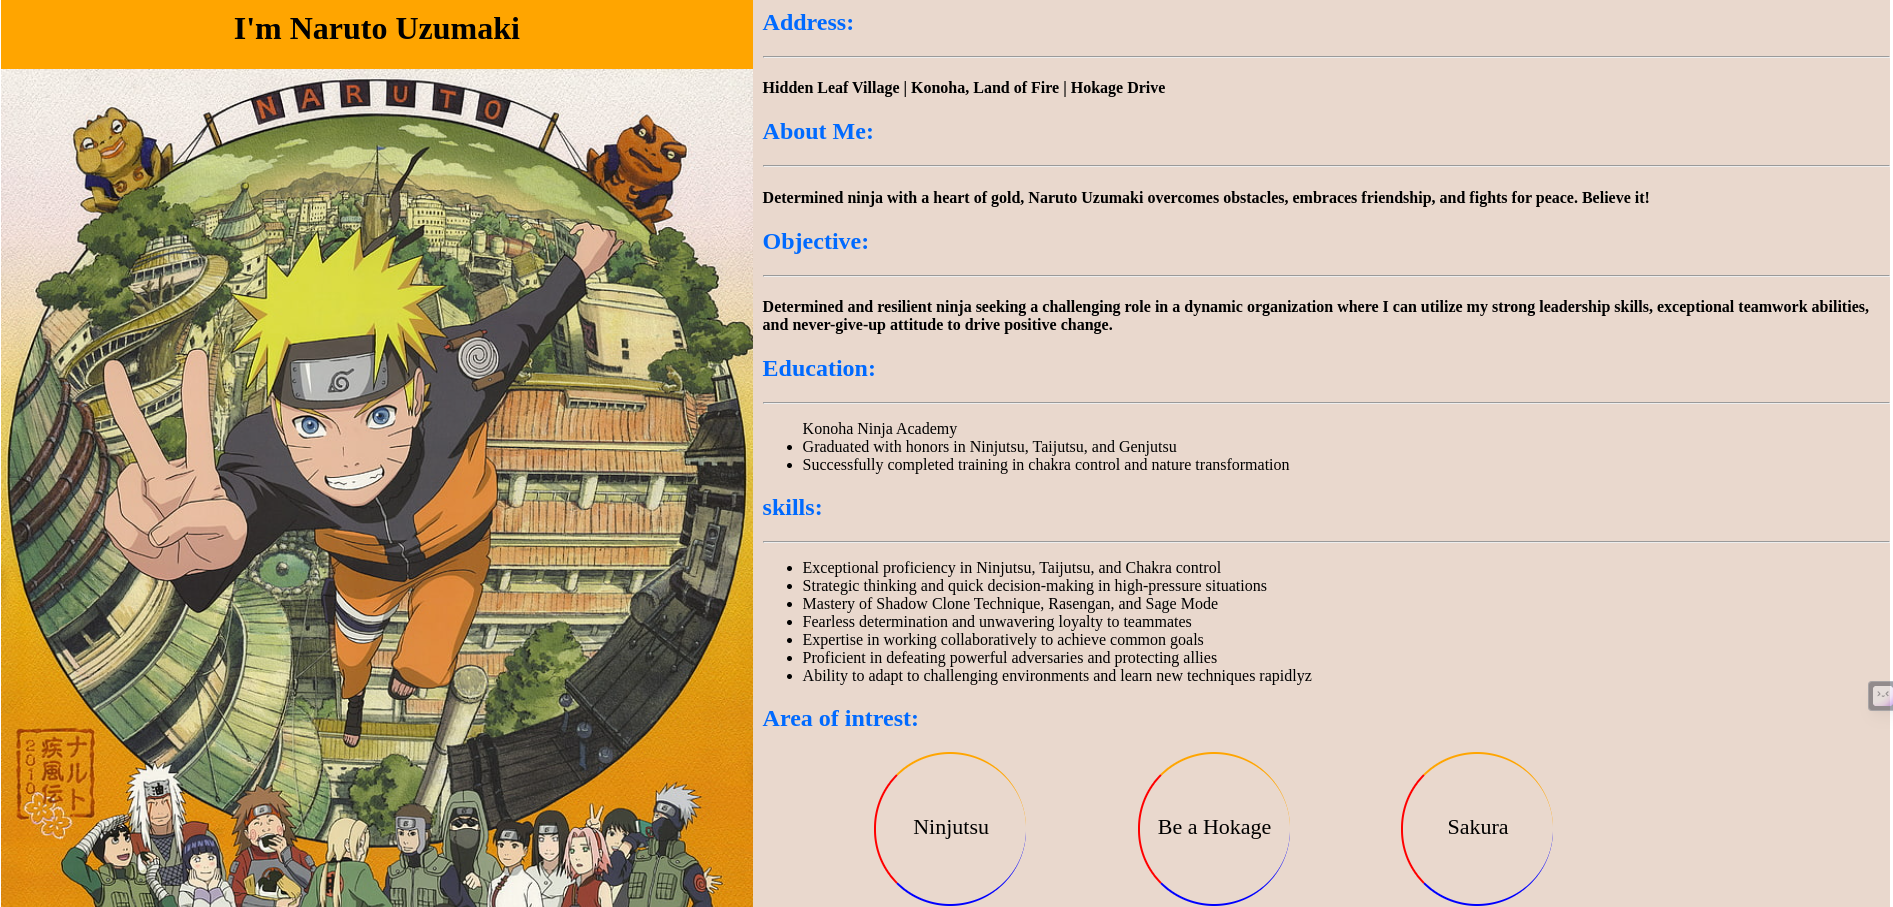 I'm Naruto Uzumaki
NARUTO
ナルト
疾風伝
2010
油
Address:
Hidden Leaf Village | Konoha, Land of Fire | Hokage Drive
About Me:
Determined ninja with a heart of gold, Naruto Uzumaki overcomes obstacles, embraces friendship, and fights for peace. Believe it!
Objective:
Determined and resilient ninja seeking a challenging role in a dynamic organization where I can utilize my strong leadership skills, exceptional teamwork abilities,
and never-give-up attitude to drive positive change.
Education:
Konoha Ninja Academy
Graduated with honors in Ninjutsu, Taijutsu, and Genjutsu
Successfully completed training in chakra control and nature transformation
skills:
Exceptional proficiency in Ninjutsu, Taijutsu, and Chakra control
Strategic thinking and quick decision-making in high-pressure situations
Mastery of Shadow Clone Technique, Rasengan, and Sage Mode
Fearless determination and unwavering loyalty to teammates
Expertise in working collaboratively to achieve common goals
Proficient in defeating powerful adversaries and protecting allies
Ability to adapt to challenging environments and learn new techniques rapidlyz
Area of intrest:
Ninjutsu
Be a Hokage
Sakura